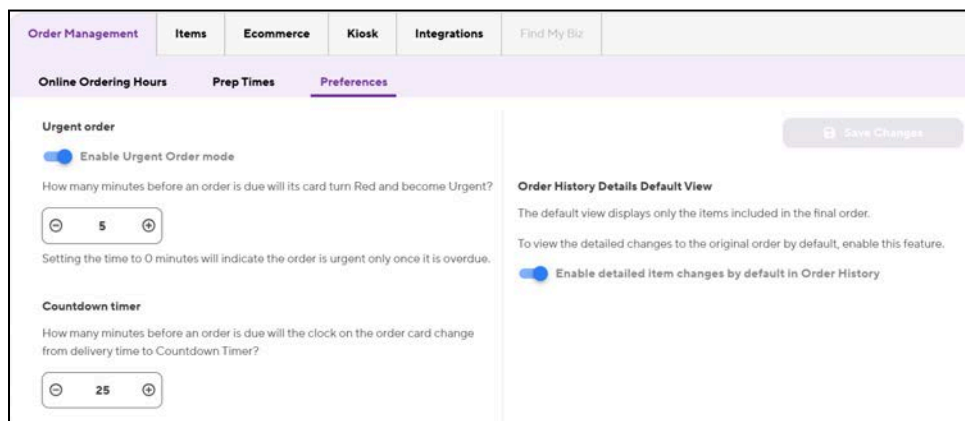 Order Management Items Ecommerce Kiosk Integrations Find My Biz
Online Ordering Hours Prep Times Preferences
Urgent order
Enable Urgent Order mode
How many minutes before an order is due will its card turn Red and become Urgent?
5
Setting the time to 0 minutes will indicate the order is urgent only once it is overdue.
Countdown timer
How many minutes before an order is due will the clock on the order card change
from delivery time to Countdown Timer?
25
Save Changes
Order History Details Default View
The default view displays only the items included in the final order.
To view the detailed changes to the original order by default, enable this feature.
Enable detailed item changes by default in Order History